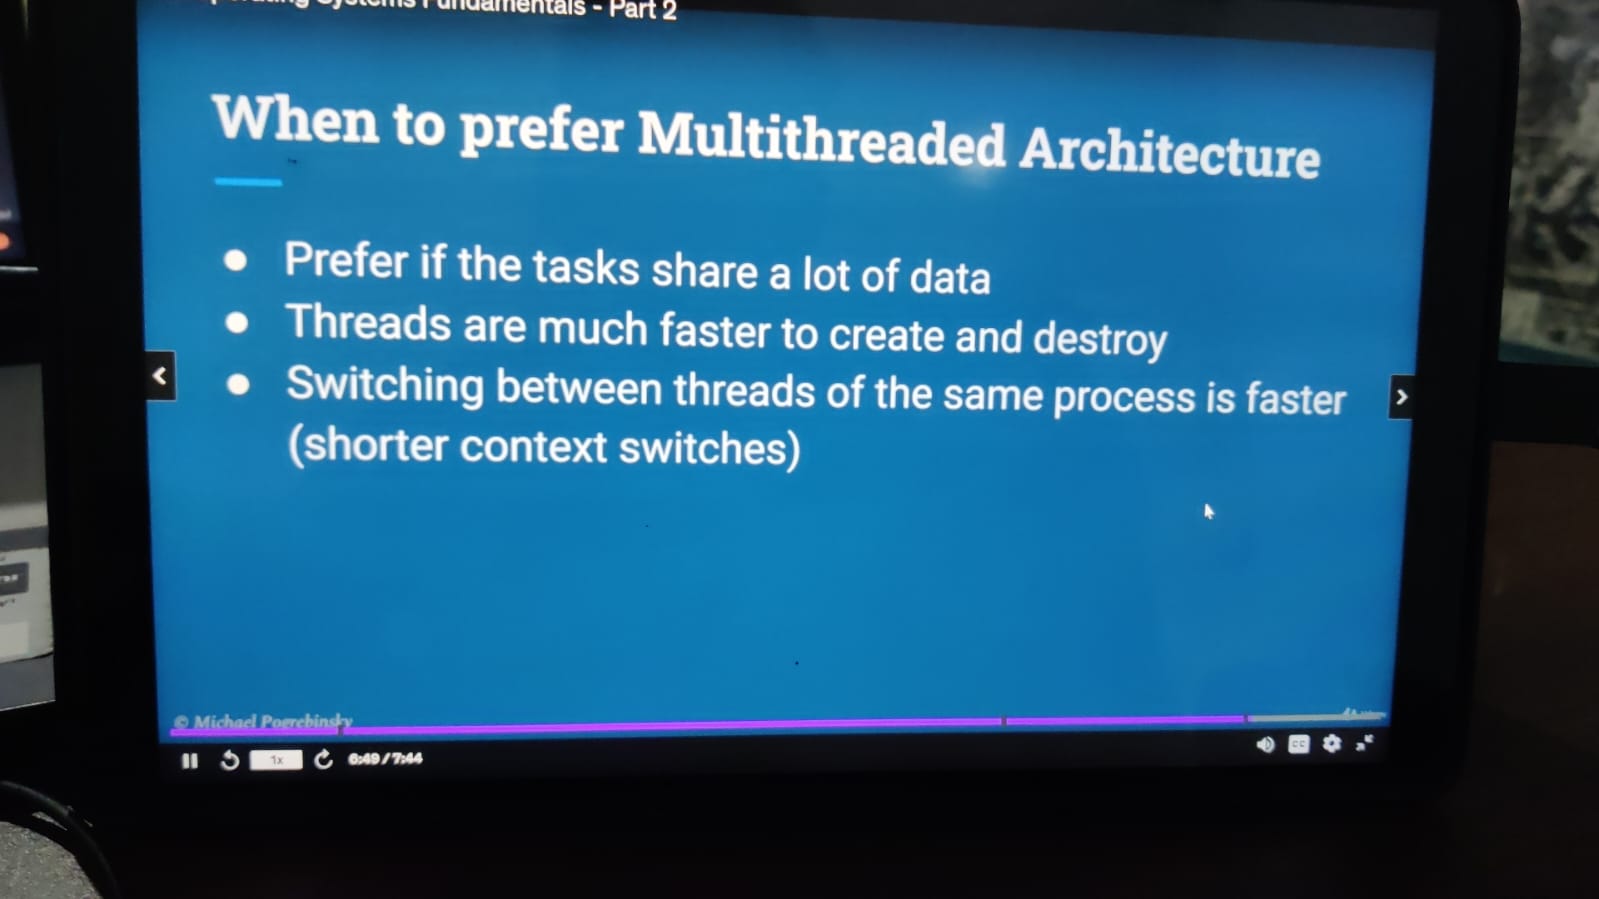 Systems Fundamentals - Part 2
When to prefer Multithreaded Architecture
● Prefer if the tasks share a lot of data
● Threads are much faster to create and destroy
● Switching between threads of the same process is faster
(shorter context switches)
© Michael Pogrebinsky
1x
6:49 / 7:44
CC